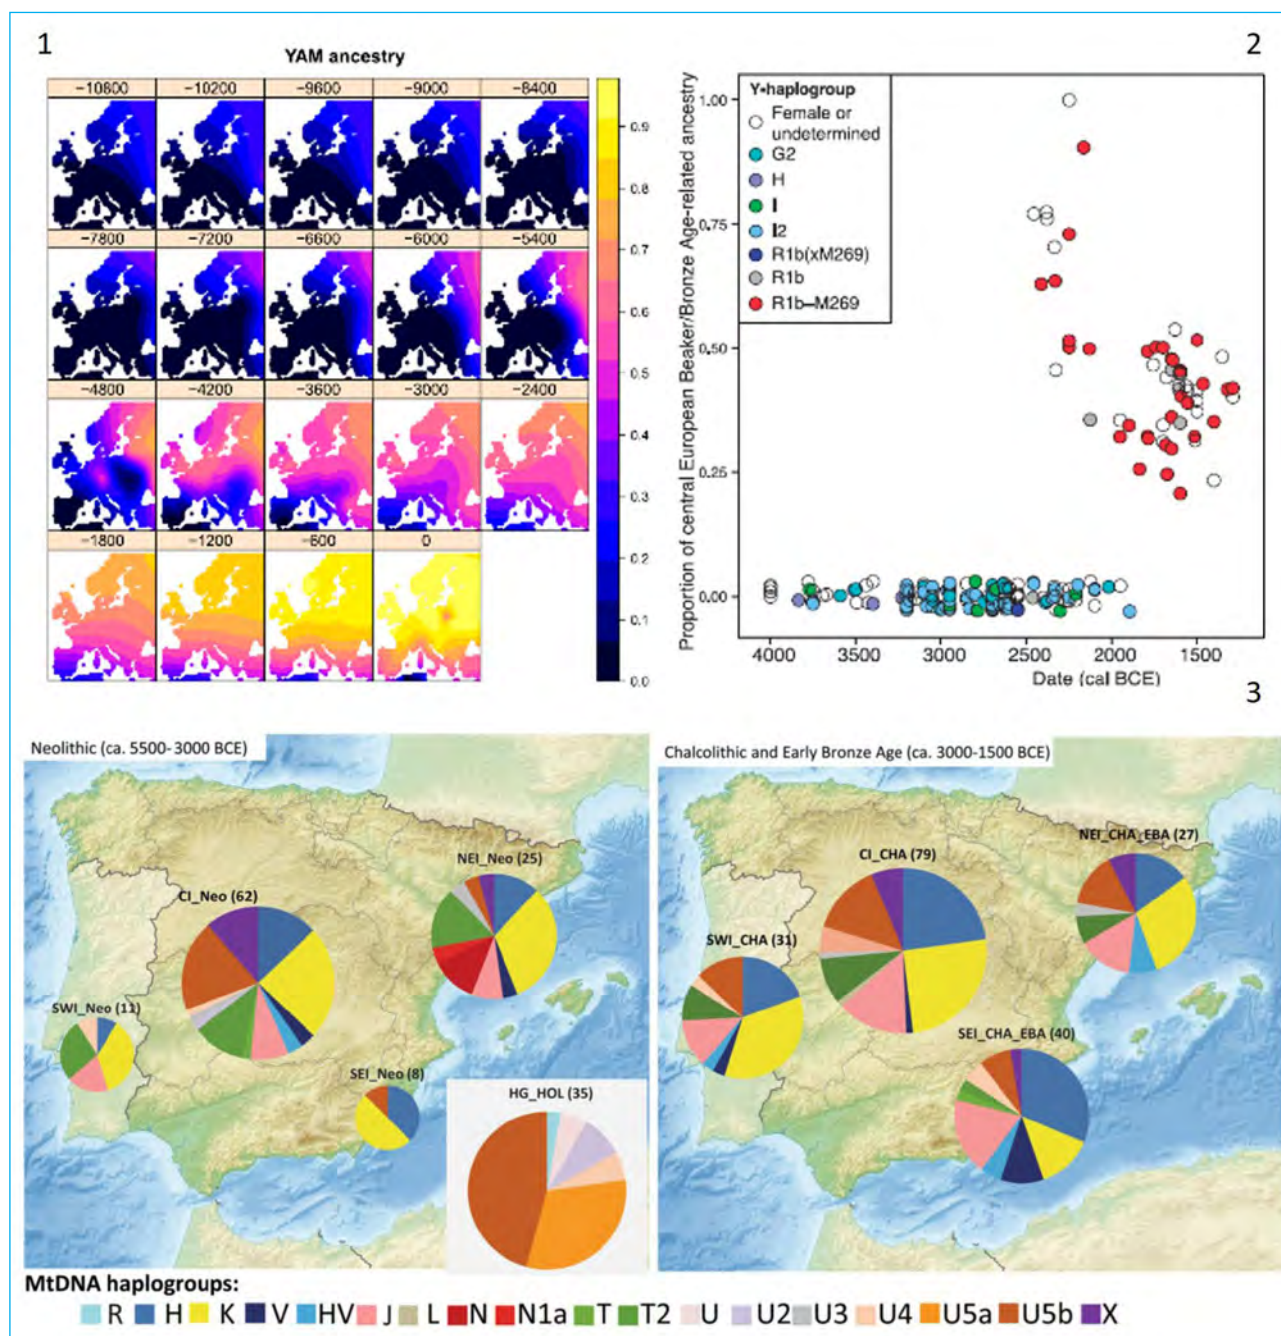 1
YAM ancestry
−10800 −10200 −9600 −9000 −8400
−7800 −7200 −6600 −6000 −5400
−4800 −4200 −3600 −3000 −2400
−1800 −1200 −600 0
0.9
0.8
0.7
0.6
0.5
0.4
0.3
0.2
0.1
0.0
2
Proportion of central European Beaker/Bronze Age-related ancestry
1.00
0.75
0.50
0.25
0.00
Y-haplogroup
Female or
undetermined
G2
H
I
I2
R1b(xM269)
R1b
R1b–M269
4000 3500 3000 2500 2000 1500
Date (cal BCE)
3
Neolithic (ca. 5500-3000 BCE)
NEI_Neo (25)
CI_Neo (62)
SWI_Neo (11)
SEI_Neo (8)
HG_HOL (35)
Chalcolithic and Early Bronze Age (ca. 3000-1500 BCE)
NEI_CHA_EBA (27)
CI_CHA (79)
SWI_CHA (31)
SEI_CHA_EBA (40)
MtDNA haplogroups:
R H K V HV J L N N1a T T2 U U2 U3 U4 U5a U5b X